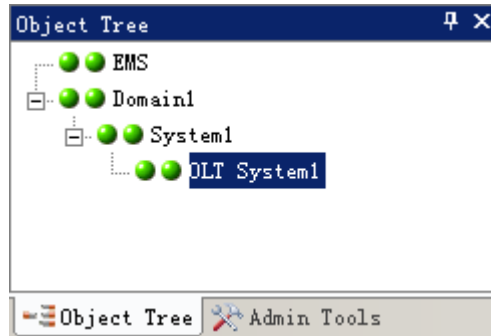 Object Tree
EMS
Domain1
System1
OLT System1
Object Tree
Admin Tools